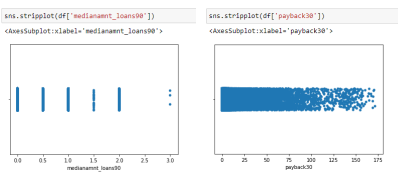 sns.stripplot(df['medianamnt_loans90'])
<AxesSubplot:xlabel='medianamnt_loans90'>
0.0 0.5 1.0 1.5 2.0 2.5 3.0
medianamnt_loans90
sns.stripplot(df['payback30'])
<AxesSubplot:xlabel='payback30'>
0 25 50 75 100 125 150 175
payback30